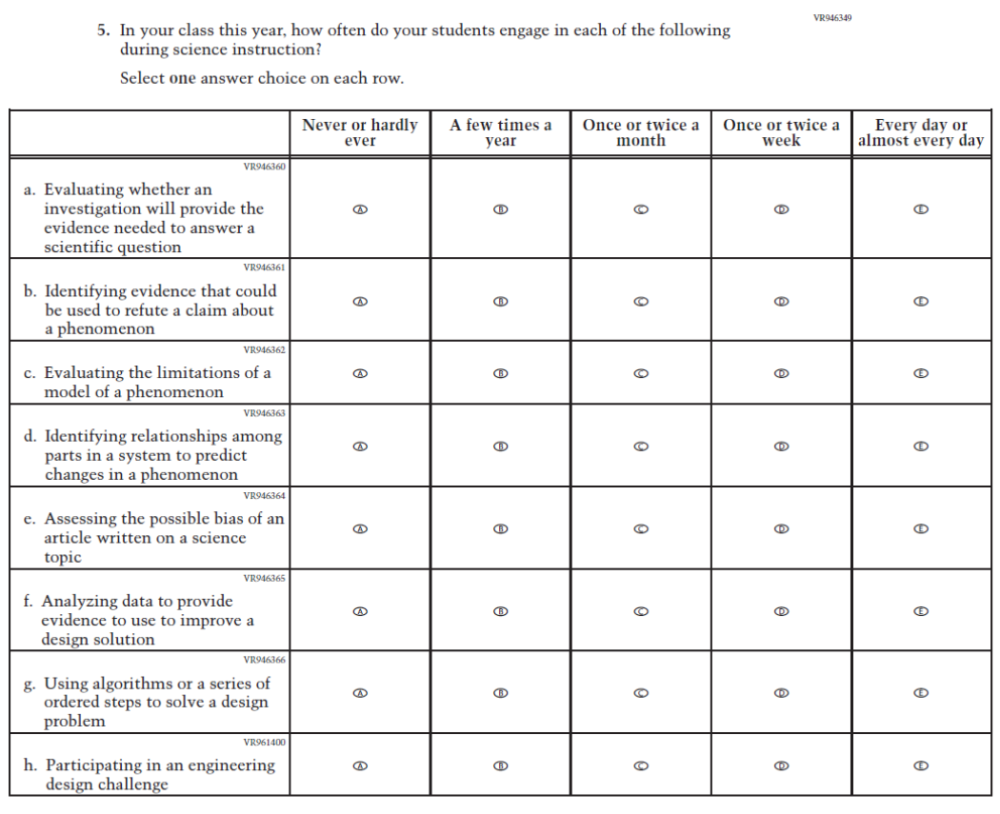 VR946349
5. In your class this year, how often do your students engage in each of the following
during science instruction?
Select one answer choice on each row.
Never or hardly ever A few times a year Once or twice a month Once or twice a week Every day or almost every day
VR946360
a. Evaluating whether an
investigation will provide the
evidence needed to answer a
scientific question
A B C D E
VR946361
b. Identifying evidence that could
be used to refute a claim about
a phenomenon
A B C D E
VR946362
c. Evaluating the limitations of a
model of a phenomenon
A B C D E
VR946363
d. Identifying relationships among
parts in a system to predict
changes in a phenomenon
A B C D E
VR946364
e. Assessing the possible bias of an
article written on a science
topic
A B C D E
VR946365
f. Analyzing data to provide
evidence to use to improve a
design solution
A B C D E
VR946366
g. Using algorithms or a series of
ordered steps to solve a design
problem
A B C D E
VR961400
h. Participating in an engineering
design challenge
A B C D E